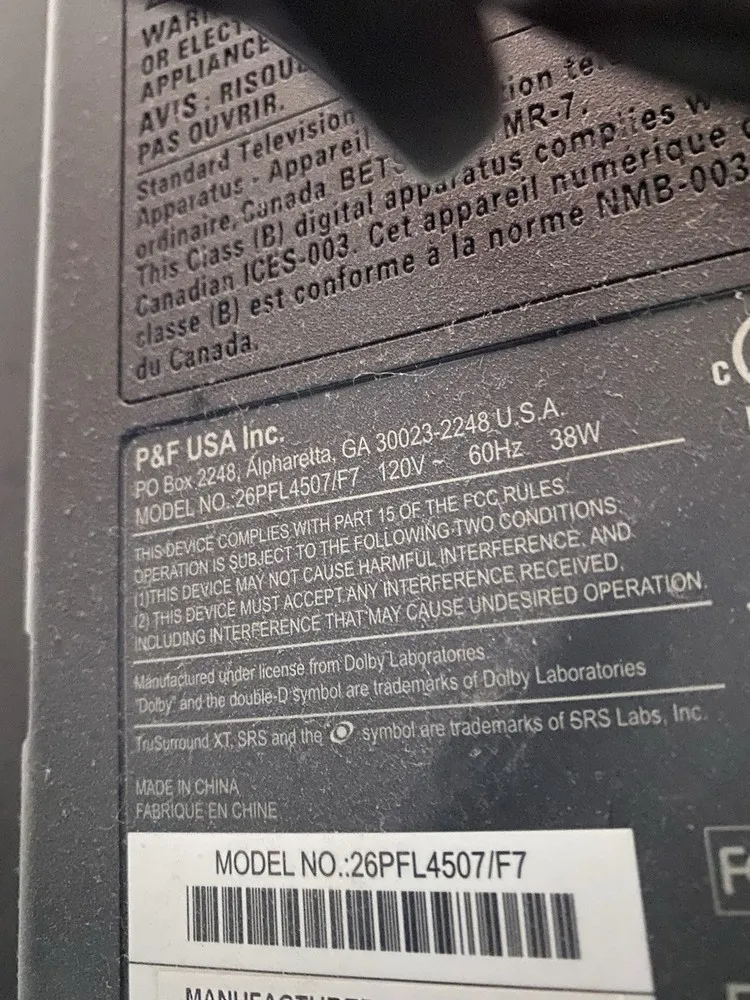 OR ELECT
APPLIANCE
AVIS : RISQU
PAS OUVRIR.
Standard Television ion te
Apparatus - Appareil MR-7.
ordinaire, Canada BETS
This Class (B) digital apparatus complies w
Canadian ICES-003. Cet appareil numérique
classe (B) est conforme à la norme NMB-003
du Canada.
C
P&F USA Inc.
PO Box 2248, Alpharetta, GA 30023-2248 U.S.A.
MODEL NO.:26PFL4507/F7 120V ~ 60Hz 38W
THIS DEVICE COMPLIES WITH PART 15 OF THE FCC RULES.
OPERATION IS SUBJECT TO THE FOLLOWING TWO CONDITIONS:
(1)THIS DEVICE MAY NOT CAUSE HARMFUL INTERFERENCE, AND
(2) THIS DEVICE MUST ACCEPT ANY INTERFERENCE RECEIVED,
INCLUDING INTERFERENCE THAT MAY CAUSE UNDESIRED OPERATION.
Manufactured under license from Dolby Laboratories.
"Dolby" and the double-D symbol are trademarks of Dolby Laboratories
TruSurround XT, SRS and the symbol are trademarks of SRS Labs, Inc.
MADE IN CHINA
FABRIQUÉ EN CHINE
MODEL NO.:26PFL4507/F7